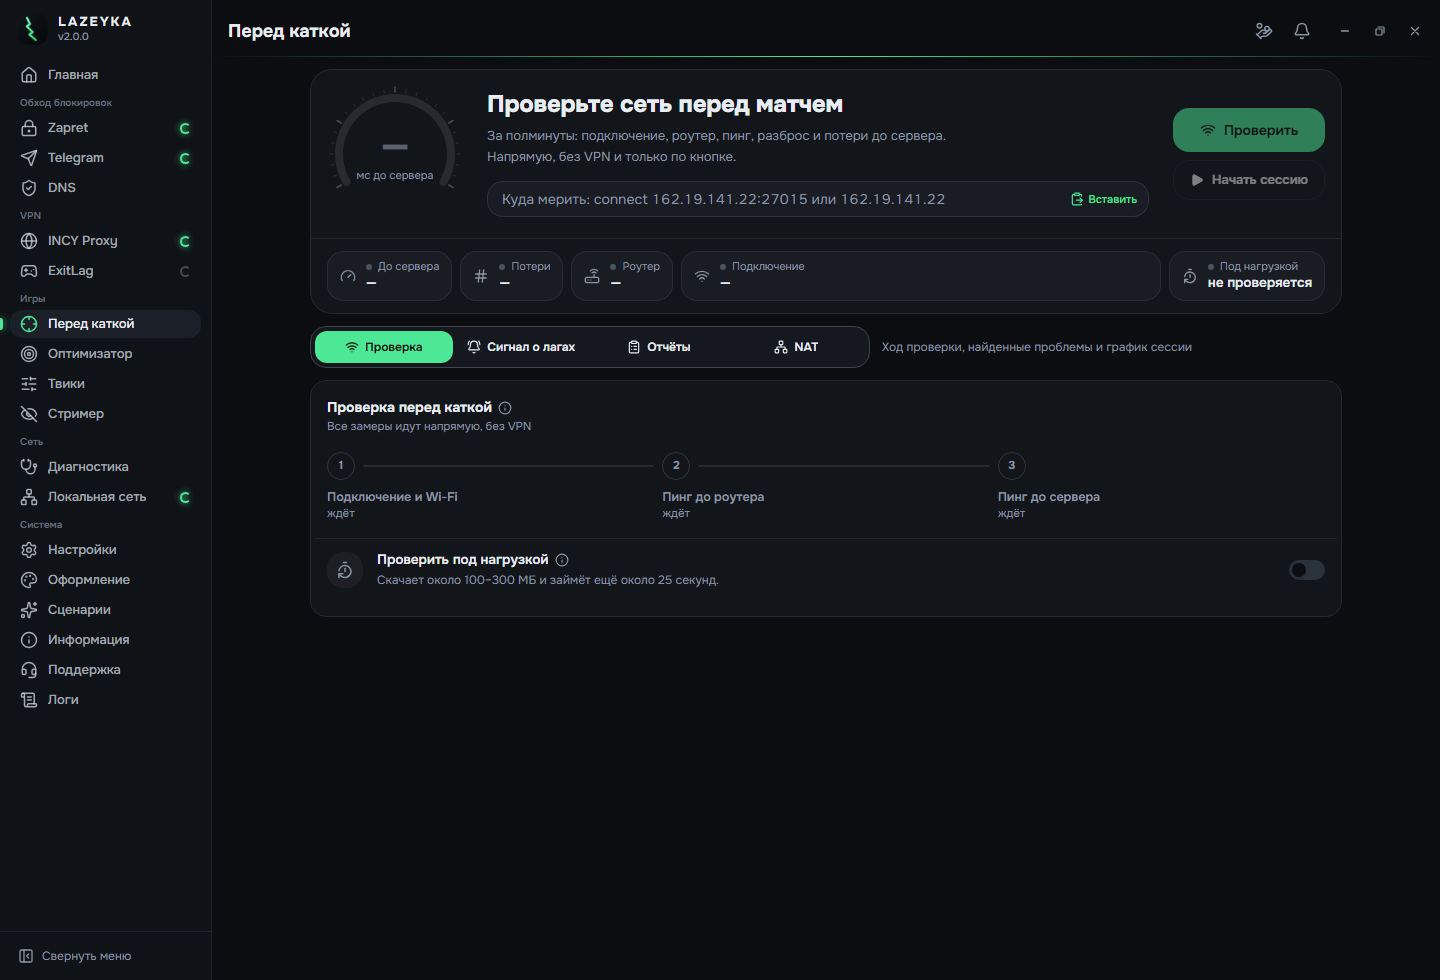 LAZEYKA
v2.0.0
Главная
Обход блокировок
Zapret
Telegram
DNS
VPN
INCY Proxy
ExitLag
Игры
Перед каткой
Оптимизатор
Твики
Стример
Сеть
Диагностика
Локальная сеть
Система
Настройки
Оформление
Сценарии
Информация
Поддержка
Логи
Свернуть меню
Перед каткой
Проверьте сеть перед матчем
За полминуты: подключение, роутер, пинг, разброс и потери до сервера.
Напрямую, без VPN и только по кнопке.
— мс до сервера
Куда мерить: connect 162.19.141.22:27015 или 162.19.141.22
Вставить
Проверить
Начать сессию
До сервера
—
Потери
—
Роутер
—
Подключение
—
Под нагрузкой
не проверяется
Проверка
Сигнал о лагах
Отчёты
NAT
Ход проверки, найденные проблемы и график сессии
Проверка перед каткой
Все замеры идут напрямую, без VPN
1
Подключение и Wi-Fi
ждёт
2
Пинг до роутера
ждёт
3
Пинг до сервера
ждёт
Проверить под нагрузкой
Скачает около 100–300 МБ и займёт ещё около 25 секунд.